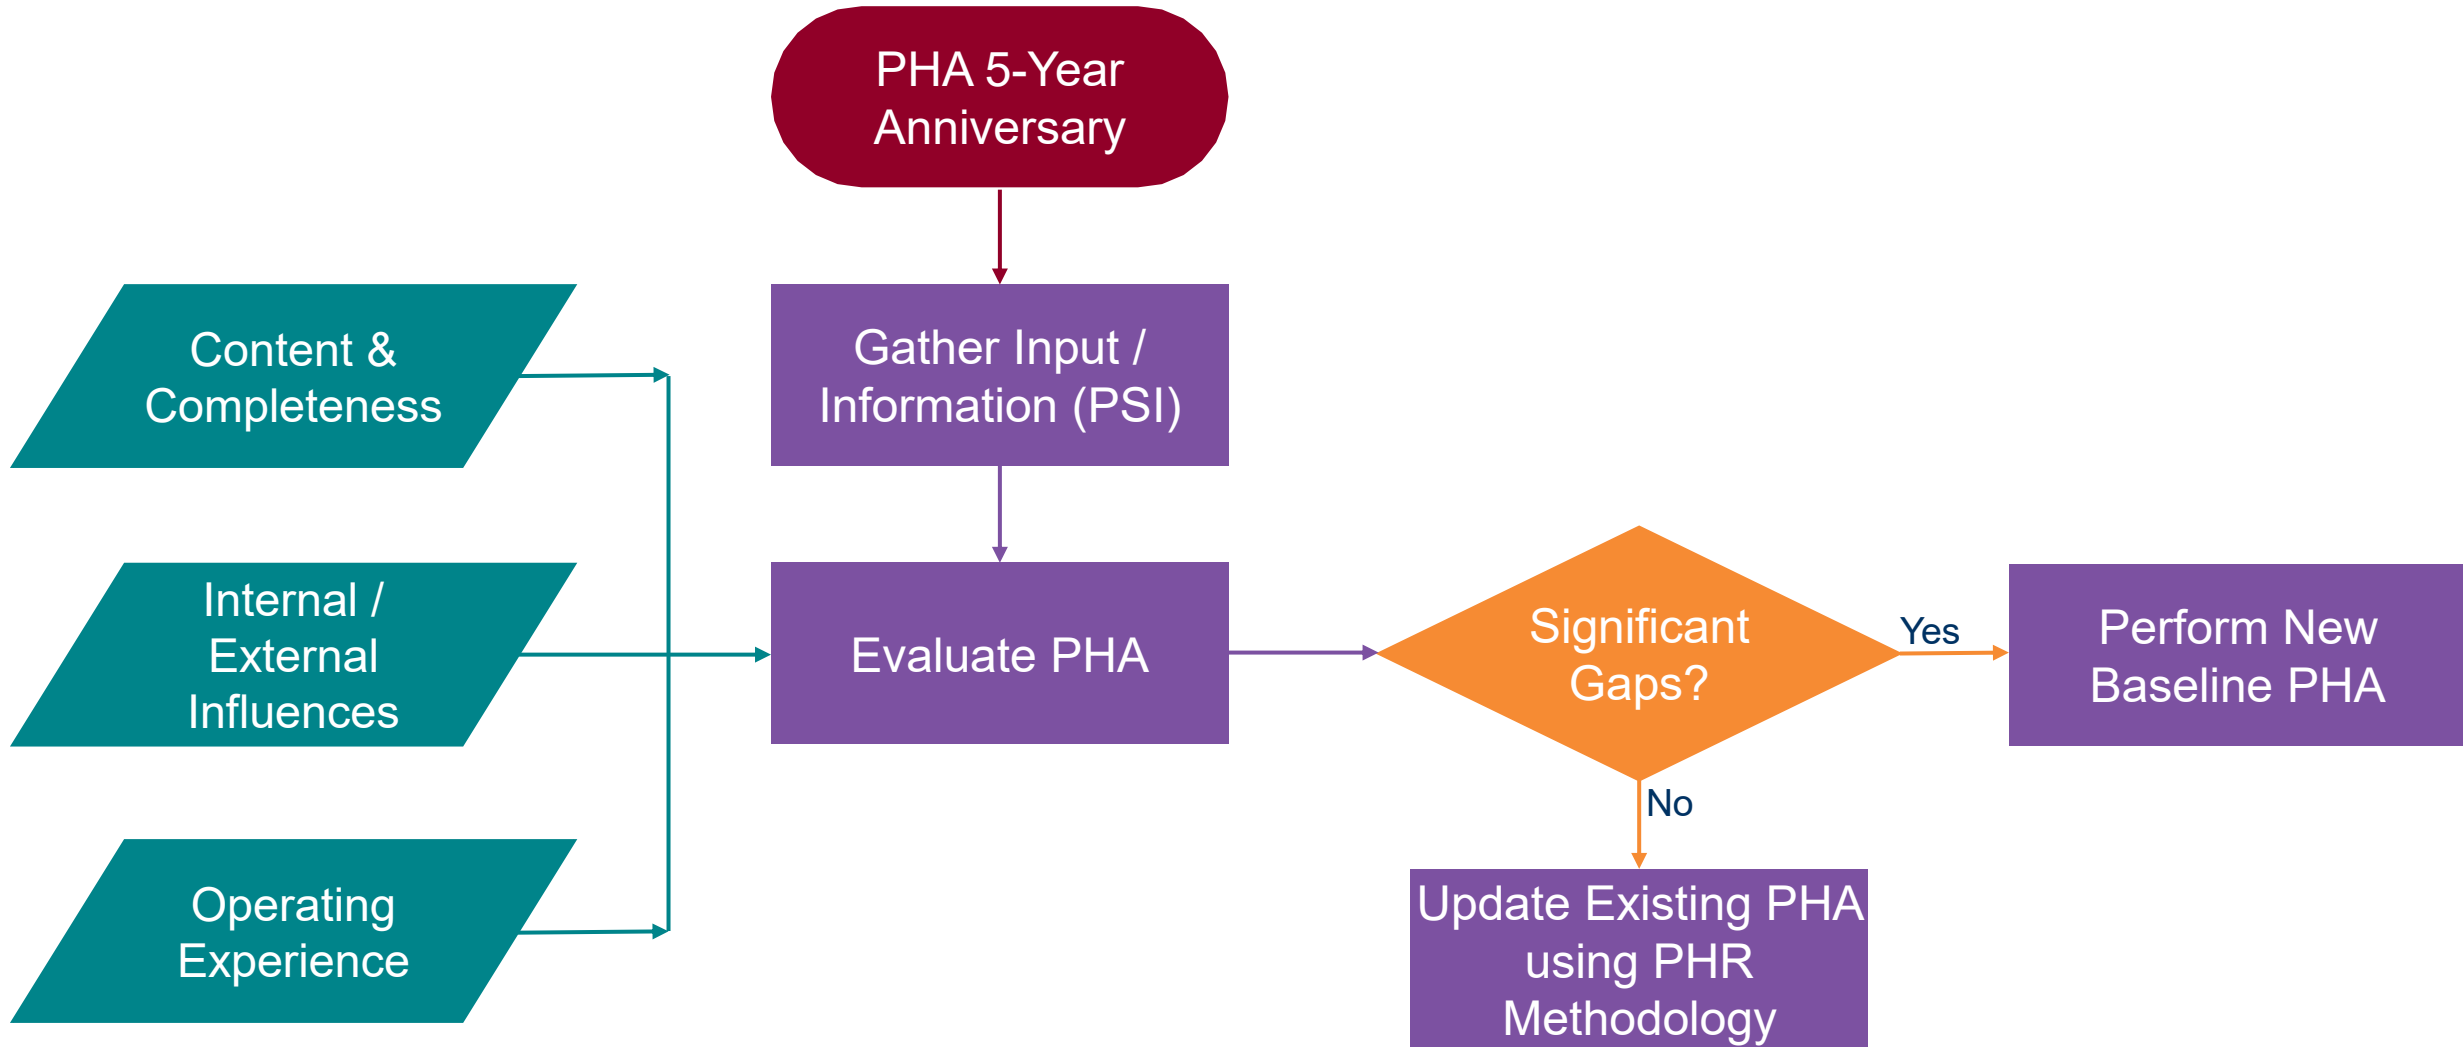 PHA 5-Year
Anniversary
Content &
Completeness
Gather Input /
Information (PSI)
Internal /
External
Influences
Evaluate PHA
Significant
Gaps?
Yes
Perform New
Baseline PHA
No
Operating
Experience
Update Existing PHA
using PHR
Methodology